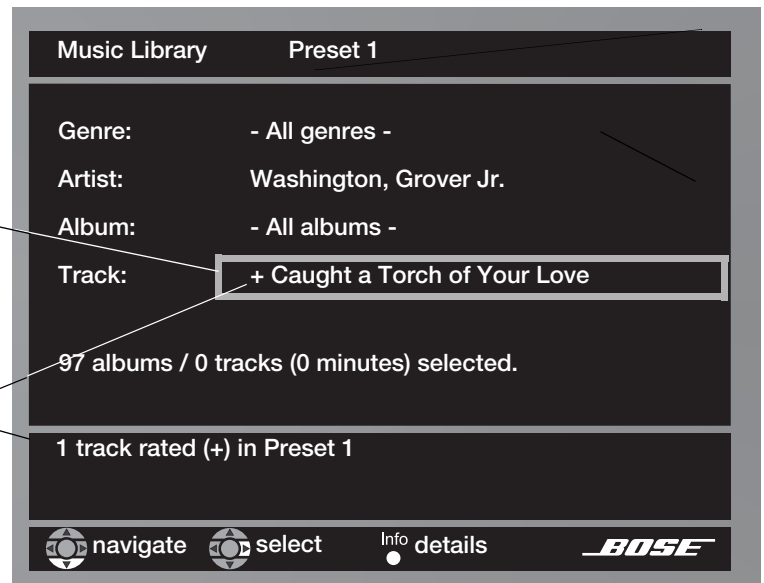 Music Library Preset 1
Genre: - All genres -
Artist: Washington, Grover Jr.
Album: - All albums -
Track: + Caught a Torch of Your Love
97 albums / 0 tracks (0 minutes) selected.
1 track rated (+) in Preset 1
navigate select Info details BOSE